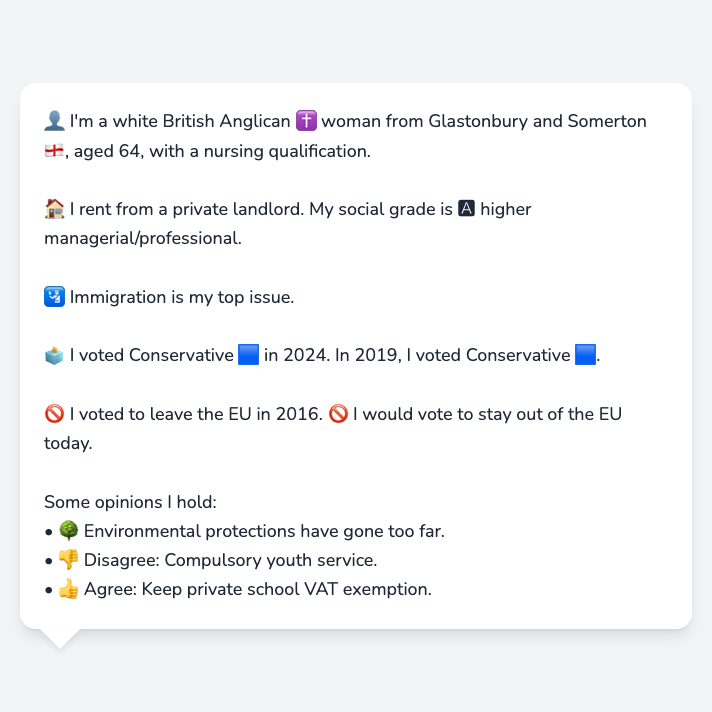 👤 I'm a white British Anglican ✝️ woman from Glastonbury and Somerton
🏴󠁧󠁢󠁥󠁮󠁧󠁿, aged 64, with a nursing qualification.
🏠 I rent from a private landlord. My social grade is 🅰 higher
managerial/professional.
🛂 Immigration is my top issue.
🗳️ I voted Conservative 🟦 in 2024. In 2019, I voted Conservative 🟦.
🚫 I voted to leave the EU in 2016. 🚫 I would vote to stay out of the EU
today.
Some opinions I hold:
• 🌳 Environmental protections have gone too far.
• 👎 Disagree: Compulsory youth service.
• 👍 Agree: Keep private school VAT exemption.